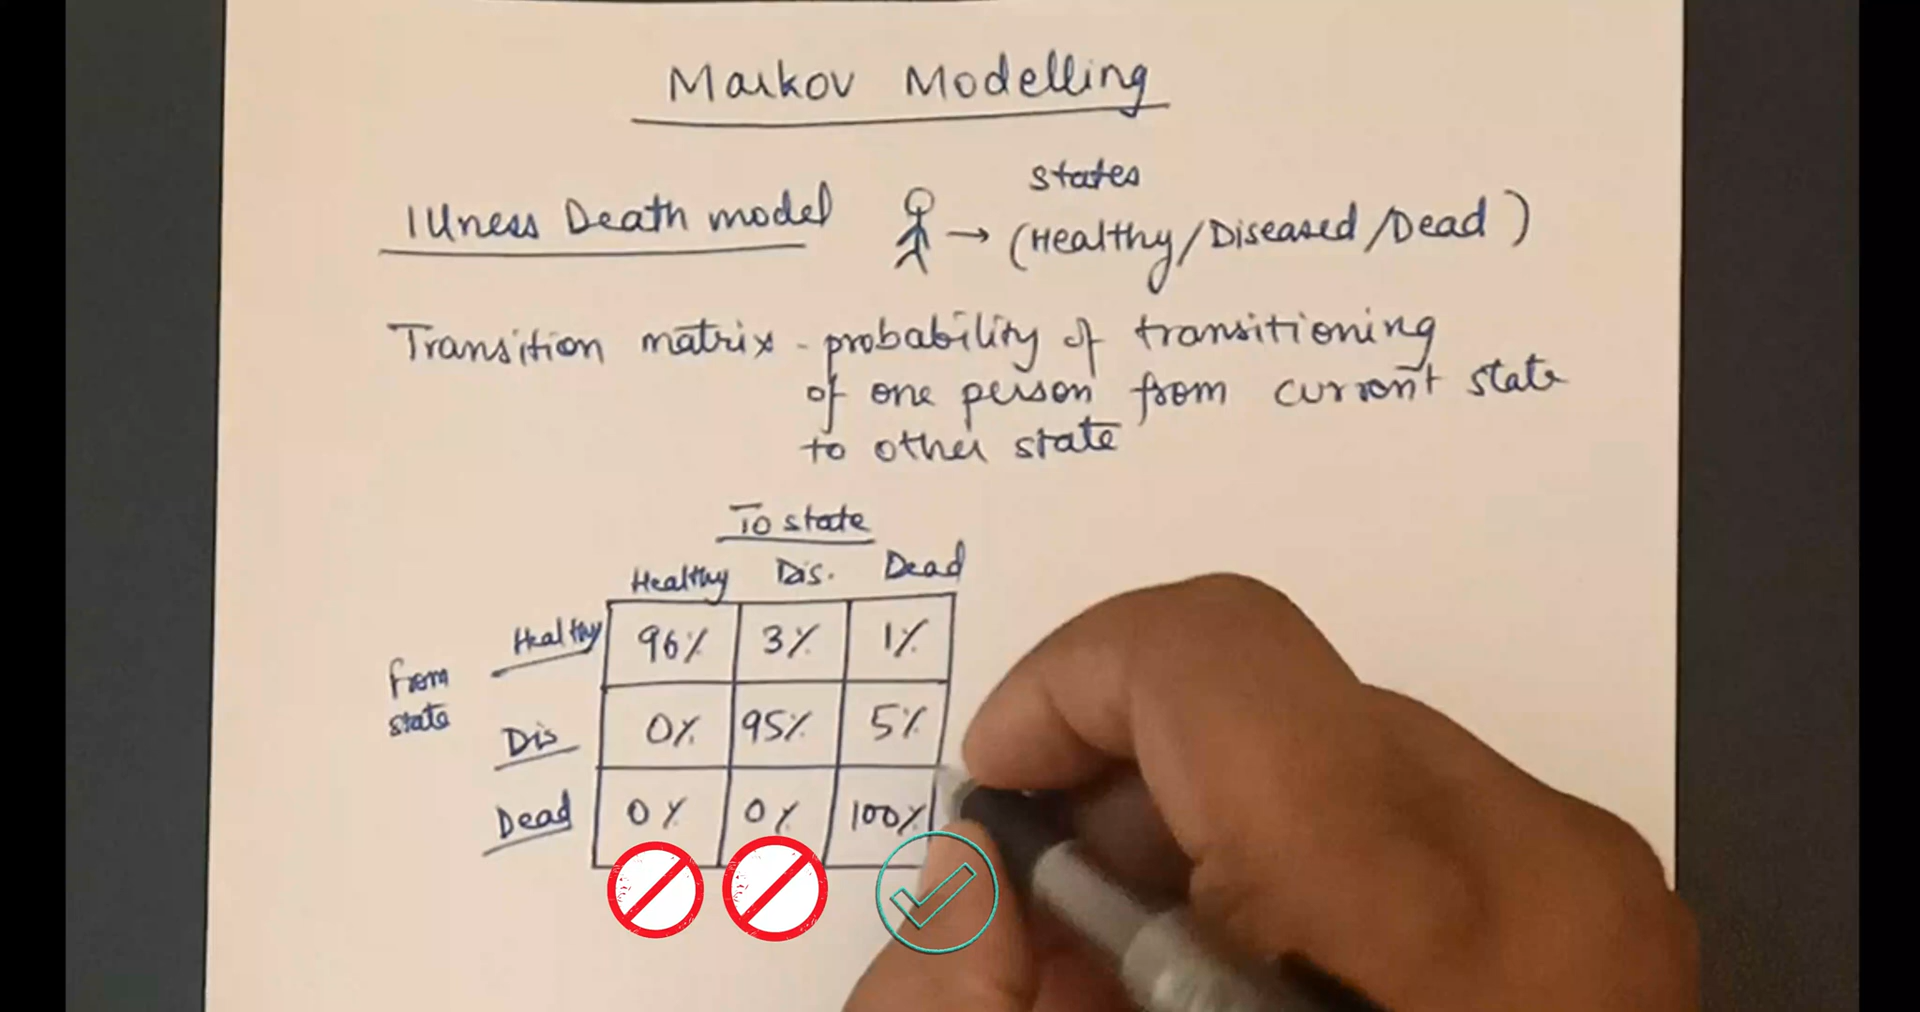 Markov Modelling
states
Illness Death model → (Healthy/Diseased/Dead)
Transition matrix - probability of transitioning
of one person from current state
to other state
To state
Healthy Dis. Dead
Healthy 96% 3% 1%
from
state
Dis 0% 95% 5%
Dead 0% 0% 100%